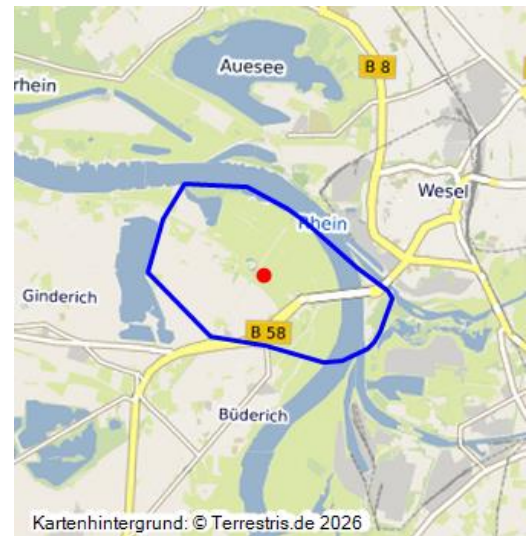 Auesee
B 8
rhein
Wesel
Rhein
Ginderich
B 58
Büderich
Kartenhintergrund: © Terrestris.de 2026